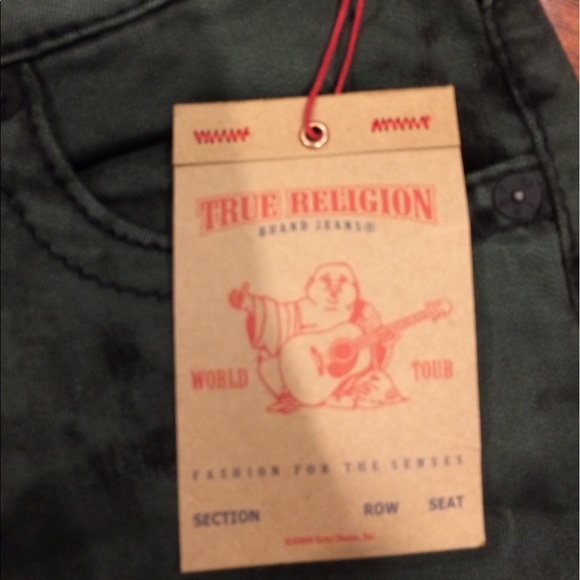 TRUE RELIGION
BRAND JEANS®
WORLD TOUR
FASHION FOR THE SENSES
SECTION ROW SEAT